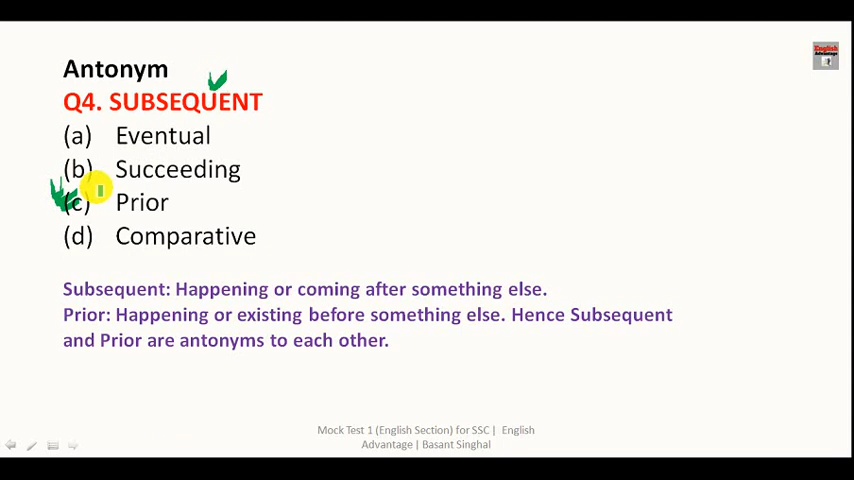 English
Advantage
Antonym
Q4. SUBSEQUENT
(a) Eventual
(b) Succeeding
(c) Prior
(d) Comparative
Subsequent: Happening or coming after something else.
Prior: Happening or existing before something else. Hence Subsequent
and Prior are antonyms to each other.
Mock Test 1 (English Section) for SSC | English
Advantage | Basant Singhal